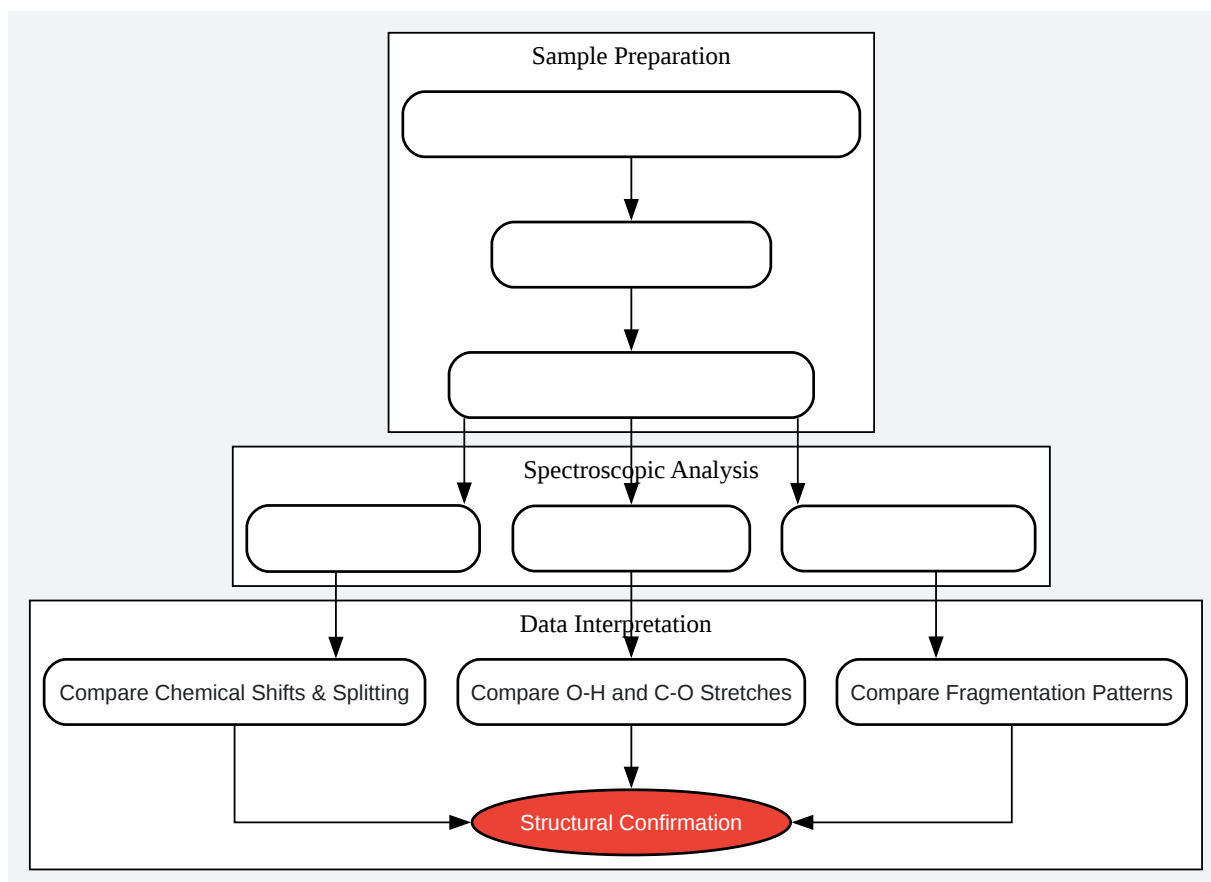 Sample Preparation
Spectroscopic Analysis
Data Interpretation
Compare Chemical Shifts & Splitting
Compare O-H and C-O Stretches
Compare Fragmentation Patterns
Structural Confirmation